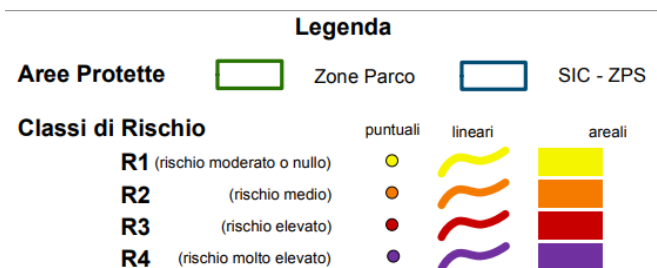 Legenda
Aree Protette Zone Parco SIC - ZPS
Classi di Rischio puntuali lineari areali
R1 (rischio moderato o nullo)
R2 (rischio medio)
R3 (rischio elevato)
R4 (rischio molto elevato)